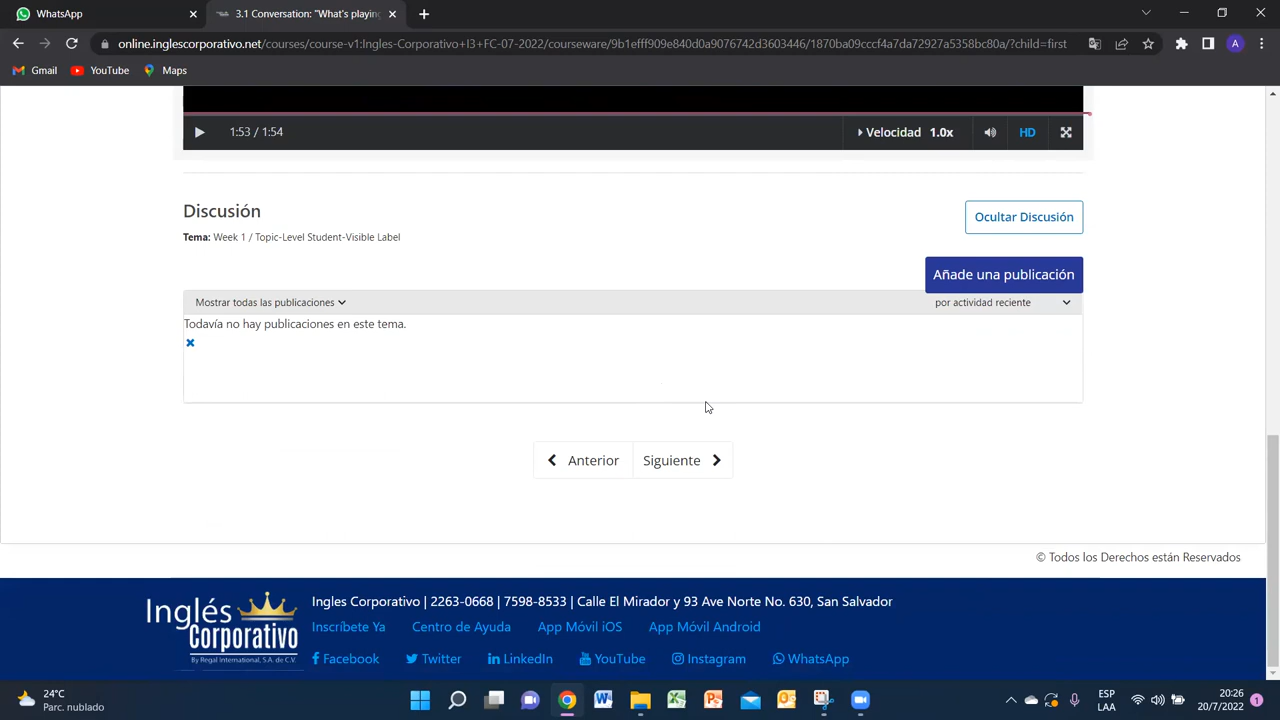 WhatsApp
3.1 Conversation: "What's playing
online.inglescorporativo.net/courses/course-v1:Ingles-Corporativo+I3+FC-07-2022/courseware/9b1efff909e840d0a9076742d3603446/1870ba09cccf4a7da72927a5358bc80a/?child=first
A
Gmail
YouTube
Maps
1:53 / 1:54
Velocidad 1.0x
HD
Discusión
Ocultar Discusión
Tema: Week 1 / Topic-Level Student-Visible Label
Añade una publicación
Mostrar todas las publicaciones
por actividad reciente
Todavía no hay publicaciones en este tema.
Anterior
Siguiente
© Todos los Derechos están Reservados
Inglés Corporativo
By Regal International, S.A. de C.V.
Ingles Corporativo | 2263-0668 | 7598-8533 | Calle El Mirador y 93 Ave Norte No. 630, San Salvador
Inscríbete Ya
Centro de Ayuda
App Móvil iOS
App Móvil Android
Facebook
Twitter
LinkedIn
YouTube
Instagram
WhatsApp
24°C
Parc. nublado
ESP
LAA
20:26
20/7/2022
1